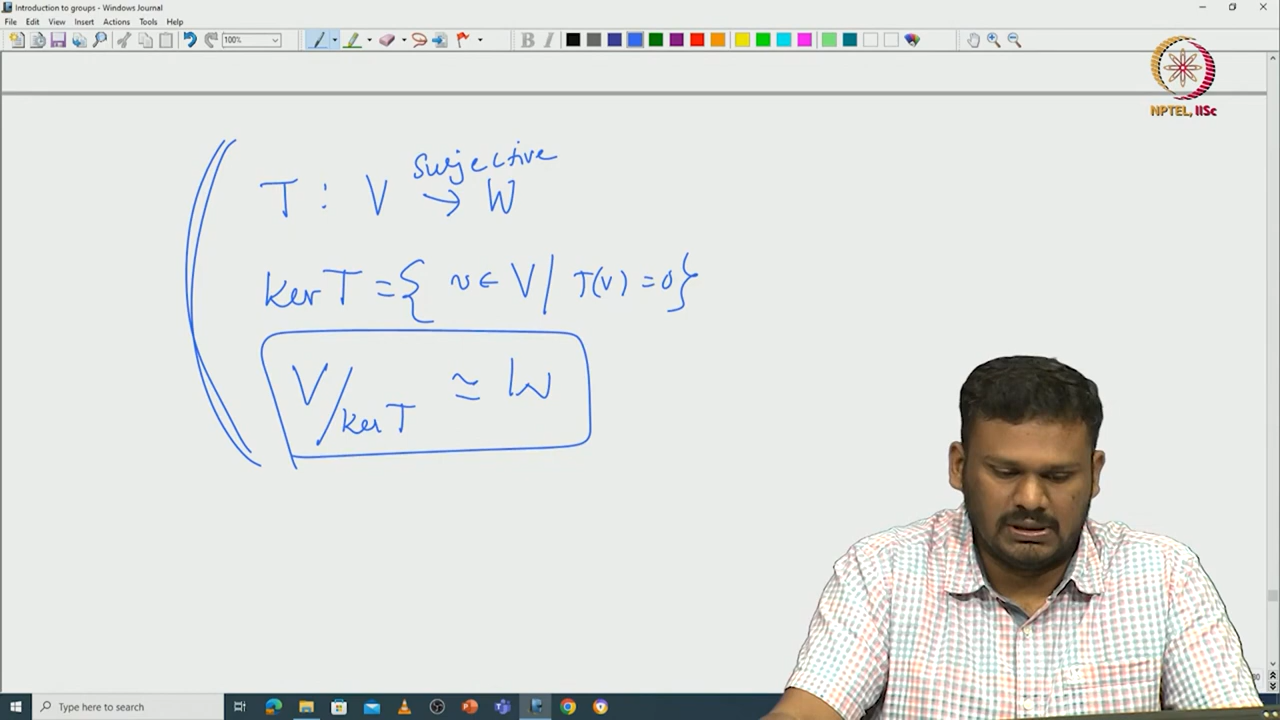 Introduction to groups - Windows Journal
File Edit View Insert Actions Tools Help
100%
B I
NPTEL, IISc
surjective
T : V → W
Ker T = { v ∈ V / T(v) = 0 }
V / Ker T ≃ W
Type here to search